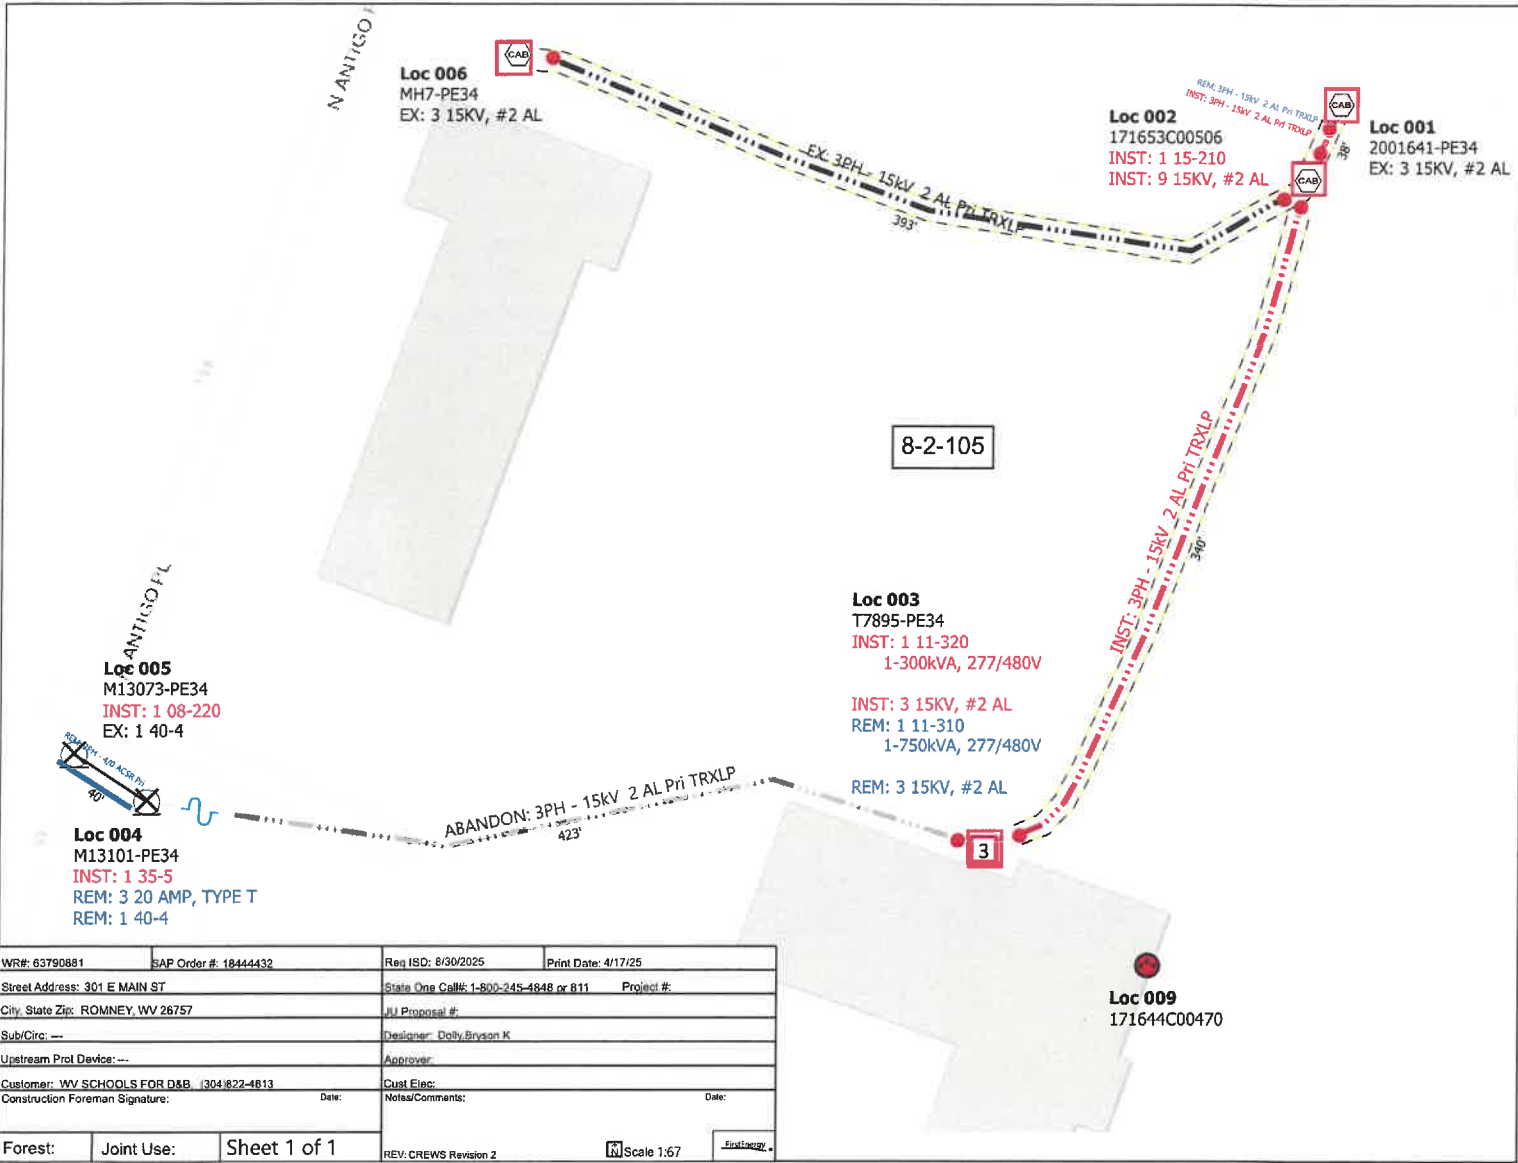 N ANTIGO P
CAB
Loc 006
MH7-PE34
EX: 3 15KV, #2 AL
EX: 3PH - 15kV 2 AL Pri TRXLP
393'
REM: 3PH - 15kV 2 AL Pri TRXLP
INST: 3PH - 15kV 2 AL Pri TRXLP
CAB
38'
Loc 002
171653C00506
INST: 1 15-210
INST: 9 15KV, #2 AL
CAB
Loc 001
2001641-PE34
EX: 3 15KV, #2 AL
8-2-105
INST: 3PH - 15kV 2 AL Pri TRXLP
340'
Loc 003
T7895-PE34
INST: 1 11-320
1-300kVA, 277/480V
INST: 3 15KV, #2 AL
REM: 1 11-310
1-750kVA, 277/480V
REM: 3 15KV, #2 AL
3
ANTIGO PL
Loc 005
M13073-PE34
INST: 1 08-220
EX: 1 40-4
REM: 3PH - 4/0 ACSR Pri
40'
Loc 004
M13101-PE34
INST: 1 35-5
REM: 3 20 AMP, TYPE T
REM: 1 40-4
ABANDON: 3PH - 15kV 2 AL Pri TRXLP
423'
Loc 009
171644C00470
WR#: 63790881 SAP Order #: 18444432 Req ISD: 8/30/2025 Print Date: 4/17/25
Street Address: 301 E MAIN ST State One Call#: 1-800-245-4848 or 811 Project #:
City, State Zip: ROMNEY, WV 26757 JU Proposal #:
Sub/Circ: --- Designer: Dolly,Bryson K
Upstream Prot Device: --- Approver:
Customer: WV SCHOOLS FOR D&B, (304)822-4813 Cust Elec:
Construction Foreman Signature: Date: Notes/Comments: Date:
Forest: Joint Use: Sheet 1 of 1 REV: CREWS Revision 2 N Scale 1:67 FirstEnergy